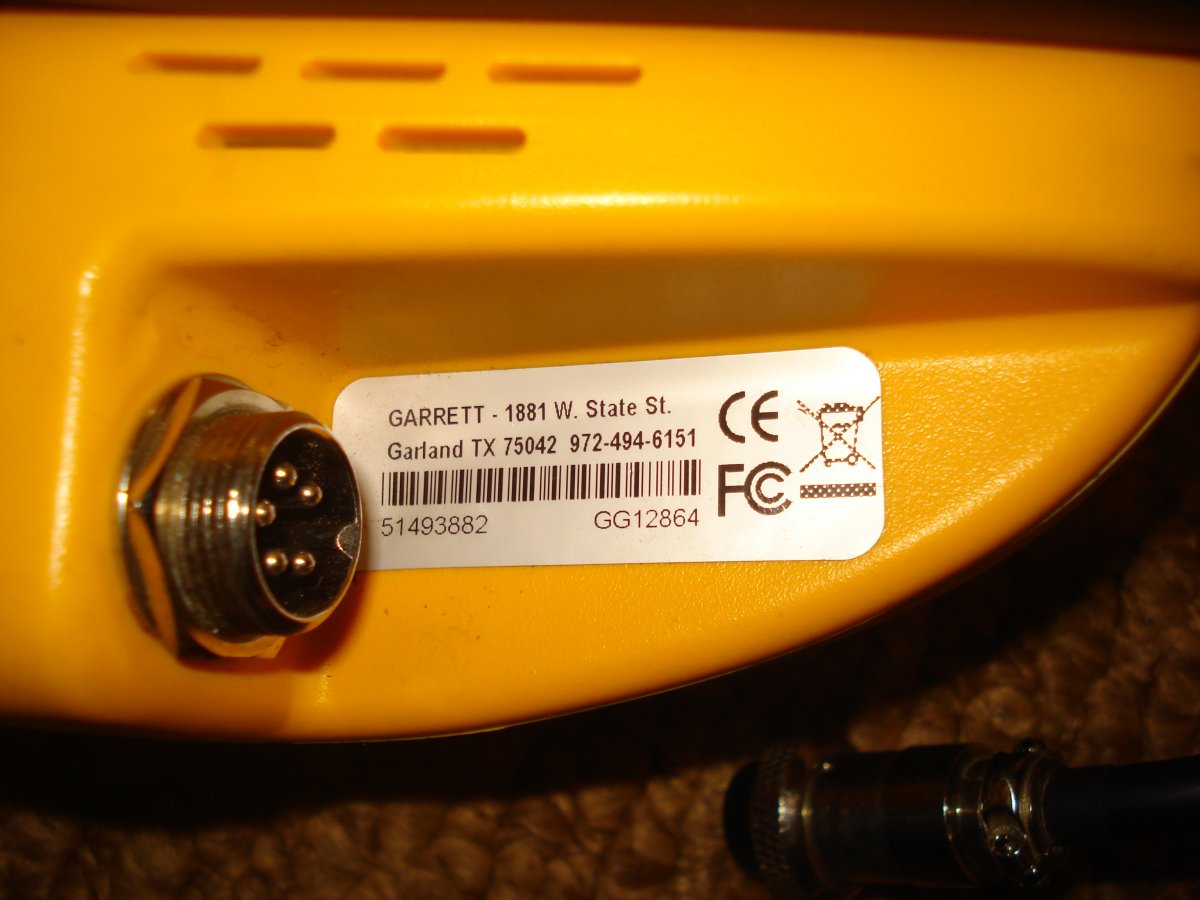 GARRETT - 1881 W. State St.
Garland TX 75042 972-494-6151
51493882 GG12864
CE
FC